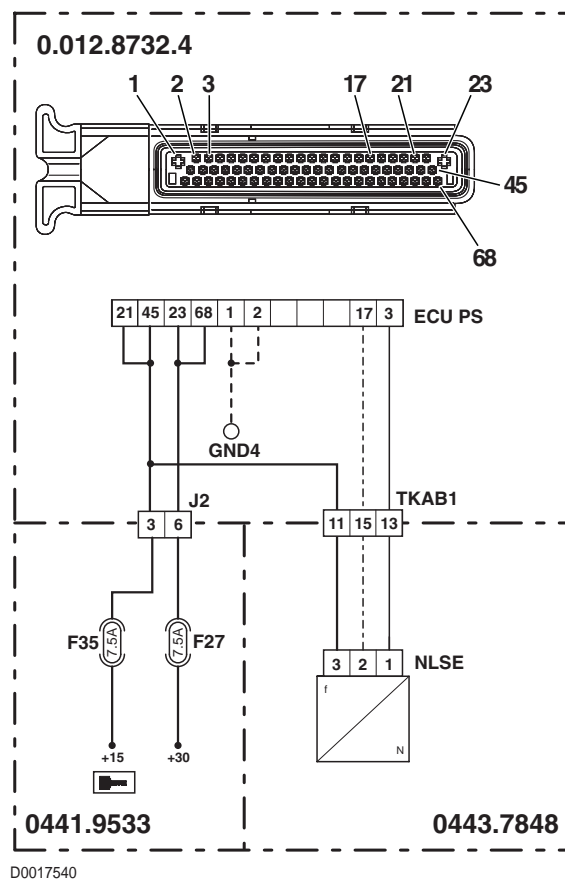 0.012.8732.4
1 2 3 17 21 23
45
68
21 45 23 68 1 2 17 3 ECU PS
GND4
J2 TKAB1
3 6 11 15 13
F35 7.5A 7.5A F27
3 2 1 NLSE
f
N
+15 +30
0441.9533 0443.7848
D0017540